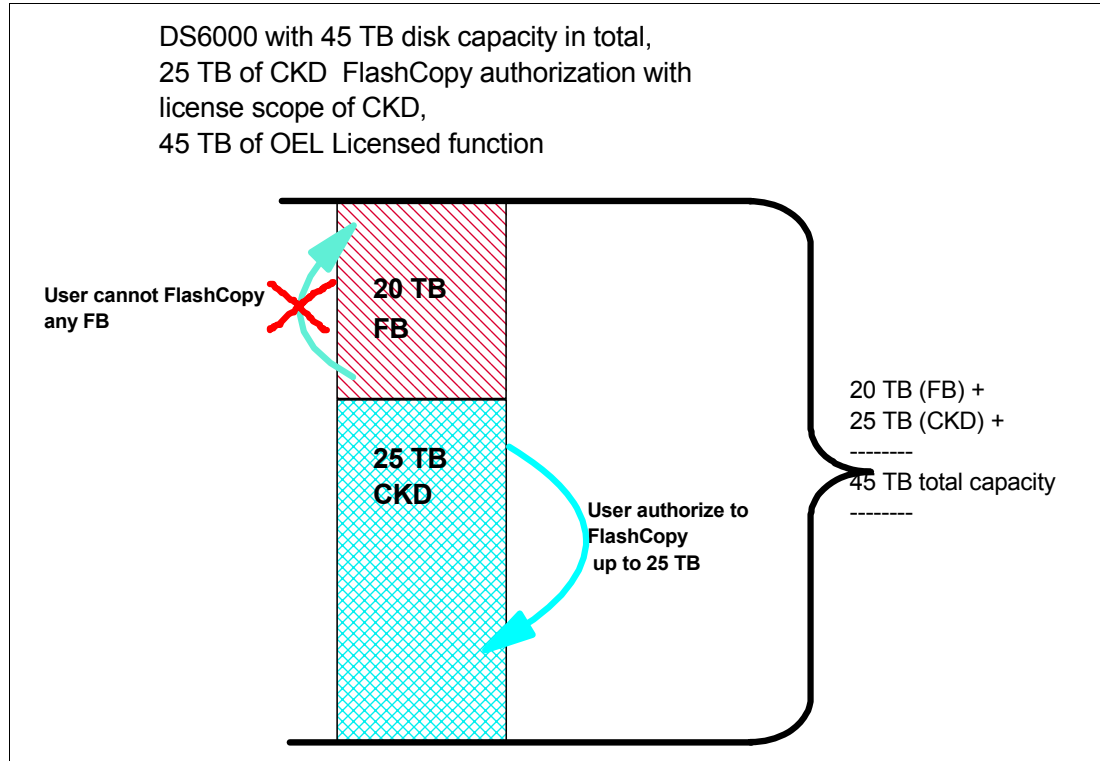 DS6000 with 45 TB disk capacity in total,
25 TB of CKD  FlashCopy authorization with
license scope of CKD,
45 TB of OEL Licensed function
User cannot FlashCopy
any FB
20 TB
FB
25 TB
CKD
User authorize to
FlashCopy
up to 25 TB
20 TB (FB) +
25 TB (CKD) +
--------
45 TB total capacity
--------